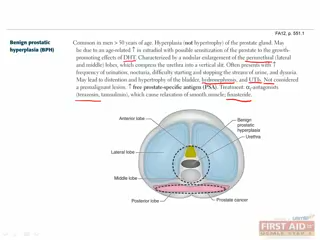 FA12, p. 551.1
Benign prostatic
hyperplasia (BPH)
Common in men > 50 years of age. Hyperplasia (not hypertrophy) of the prostate gland. May
be due to an age-related ↑ in estradiol with possible sensitization of the prostate to the growth-
promoting effects of DHT. Characterized by a nodular enlargement of the periurethral (lateral
and middle) lobes, which compress the urethra into a vertical slit. Often presents with ↑
frequency of urination, nocturia, difficulty starting and stopping the stream of urine, and dysuria.
May lead to distention and hypertrophy of the bladder, hydronephrosis, and UTIs. Not considered
a premalignant lesion. ↑ free prostate-specific antigen (PSA). Treatment: α₁-antagonists
(terazosin, tamsulosin), which cause relaxation of smooth muscle; finasteride.
Anterior lobe
Benign
prostatic
hyperplasia
Urethra
Lateral lobe
Middle lobe
Posterior lobe
Prostate cancer
FIRST AID